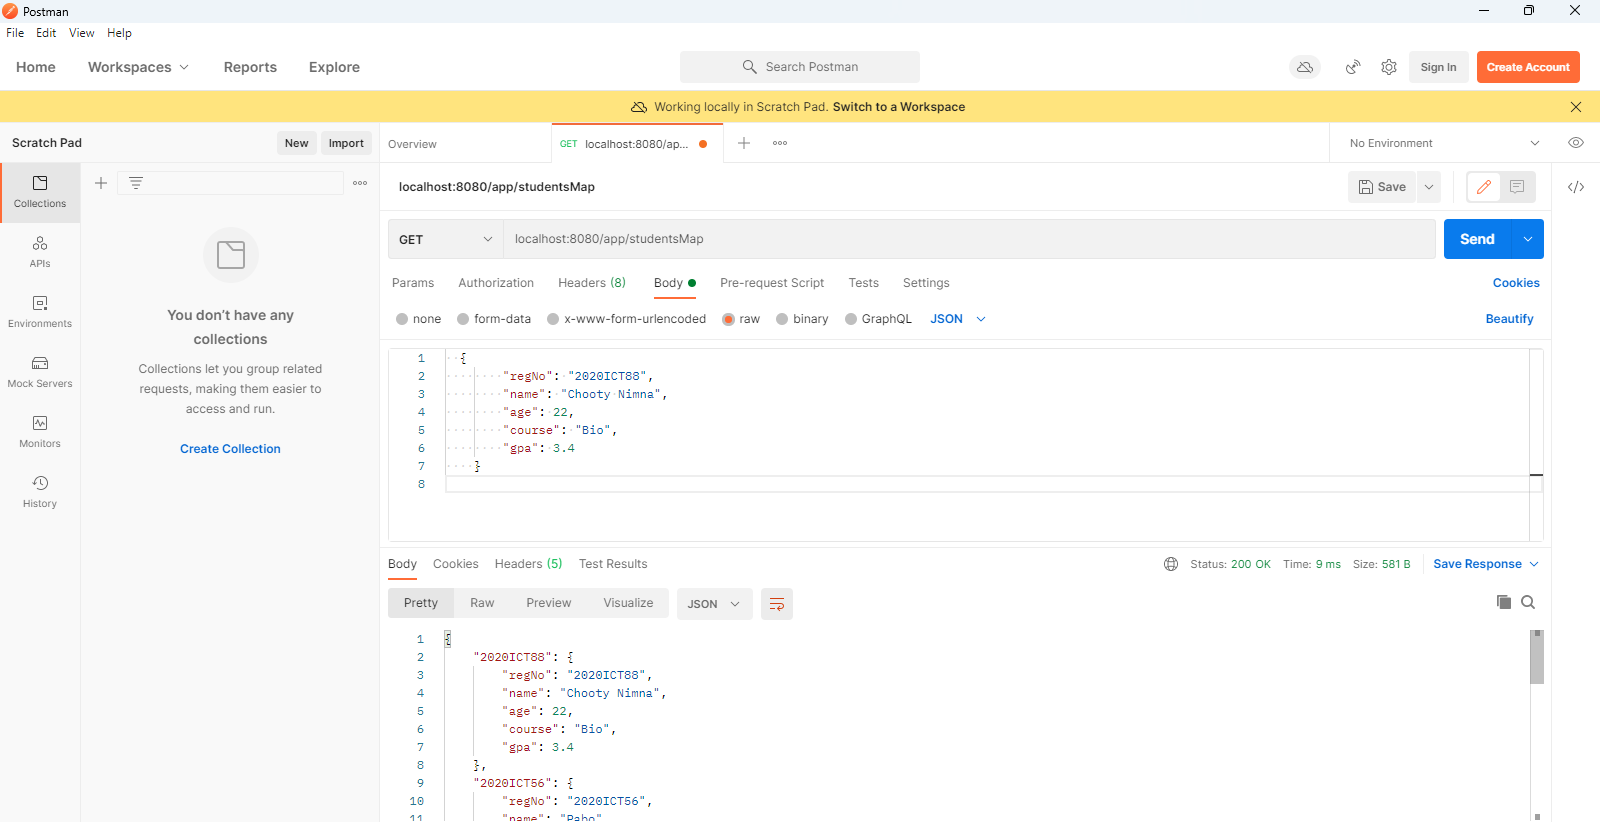 Postman
File Edit View Help
Home Workspaces Reports Explore Search Postman Sign In Create Account
Working locally in Scratch Pad. Switch to a Workspace
Scratch Pad New Import Overview GET localhost:8080/ap... No Environment
localhost:8080/app/studentsMap Save
Collections
APIs
Environments
Mock Servers
Monitors
History
You don't have any
collections
Collections let you group related
requests, making them easier to
access and run.
Create Collection
GET localhost:8080/app/studentsMap Send
Params Authorization Headers (8) Body Pre-request Script Tests Settings Cookies
none form-data x-www-form-urlencoded raw binary GraphQL JSON Beautify
1 {
2 "regNo": "2020ICT88",
3 "name": "Chooty Nimna",
4 "age": 22,
5 "course": "Bio",
6 "gpa": 3.4
7 }
8
Body Cookies Headers (5) Test Results Status: 200 OK Time: 9 ms Size: 581 B Save Response
Pretty Raw Preview Visualize JSON
1 {
2 "2020ICT88": {
3 "regNo": "2020ICT88",
4 "name": "Chooty Nimna",
5 "age": 22,
6 "course": "Bio",
7 "gpa": 3.4
8 },
9 "2020ICT56": {
10 "regNo": "2020ICT56",
11 "name": "Pabo"